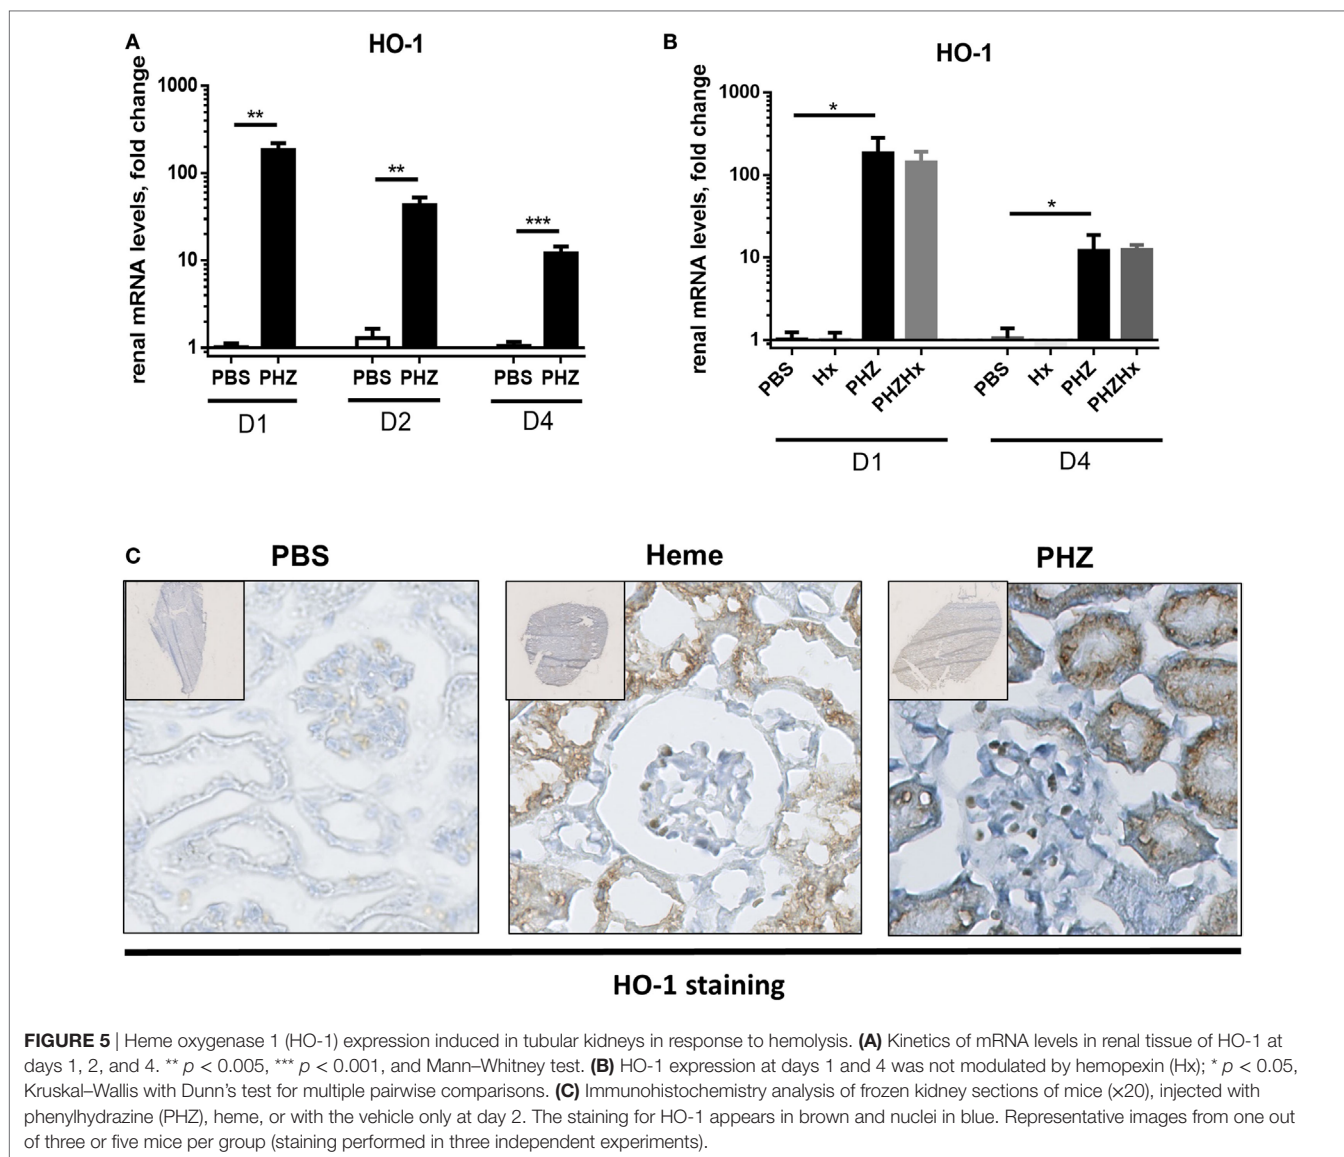 A
HO-1
renal mRNA levels, fold change
1000
100
10
1
**
**
***
PBS PHZ PBS PHZ PBS PHZ
D1 D2 D4
B
HO-1
renal mRNA levels, fold change
1000
100
10
1
*
*
PBS Hx PHZ PHZHx PBS Hx PHZ PHZHx
D1 D4
C
PBS Heme PHZ
HO-1 staining
FIGURE 5 | Heme oxygenase 1 (HO-1) expression induced in tubular kidneys in response to hemolysis. (A) Kinetics of mRNA levels in renal tissue of HO-1 at
days 1, 2, and 4. ** p < 0.005, *** p < 0.001, and Mann–Whitney test. (B) HO-1 expression at days 1 and 4 was not modulated by hemopexin (Hx); * p < 0.05,
Kruskal–Wallis with Dunn's test for multiple pairwise comparisons. (C) Immunohistochemistry analysis of frozen kidney sections of mice (×20), injected with
phenylhydrazine (PHZ), heme, or with the vehicle only at day 2. The staining for HO-1 appears in brown and nuclei in blue. Representative images from one out
of three or five mice per group (staining performed in three independent experiments).